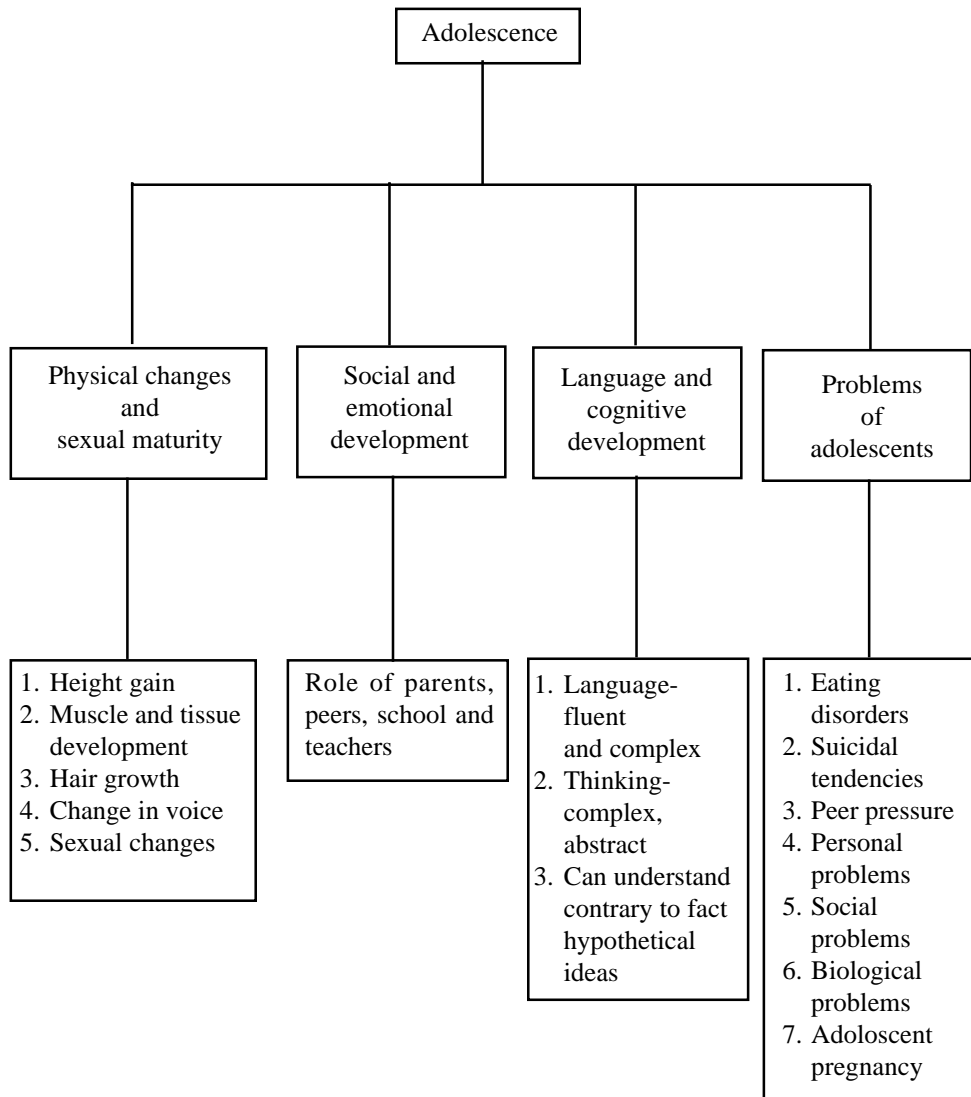 Adolescence
Physical changes
and
sexual maturity
Social and
emotional
development
Language and
cognitive
development
Problems
of
adolescents
1. Height gain
2. Muscle and tissue
development
3. Hair growth
4. Change in voice
5. Sexual changes
Role of parents,
peers, school and
teachers
1. Language-
fluent
and complex
2. Thinking-
complex,
abstract
3. Can understand
contrary to fact
hypothetical
ideas
1. Eating
disorders
2. Suicidal
tendencies
3. Peer pressure
4. Personal
problems
5. Social
problems
6. Biological
problems
7. Adoloscent
pregnancy